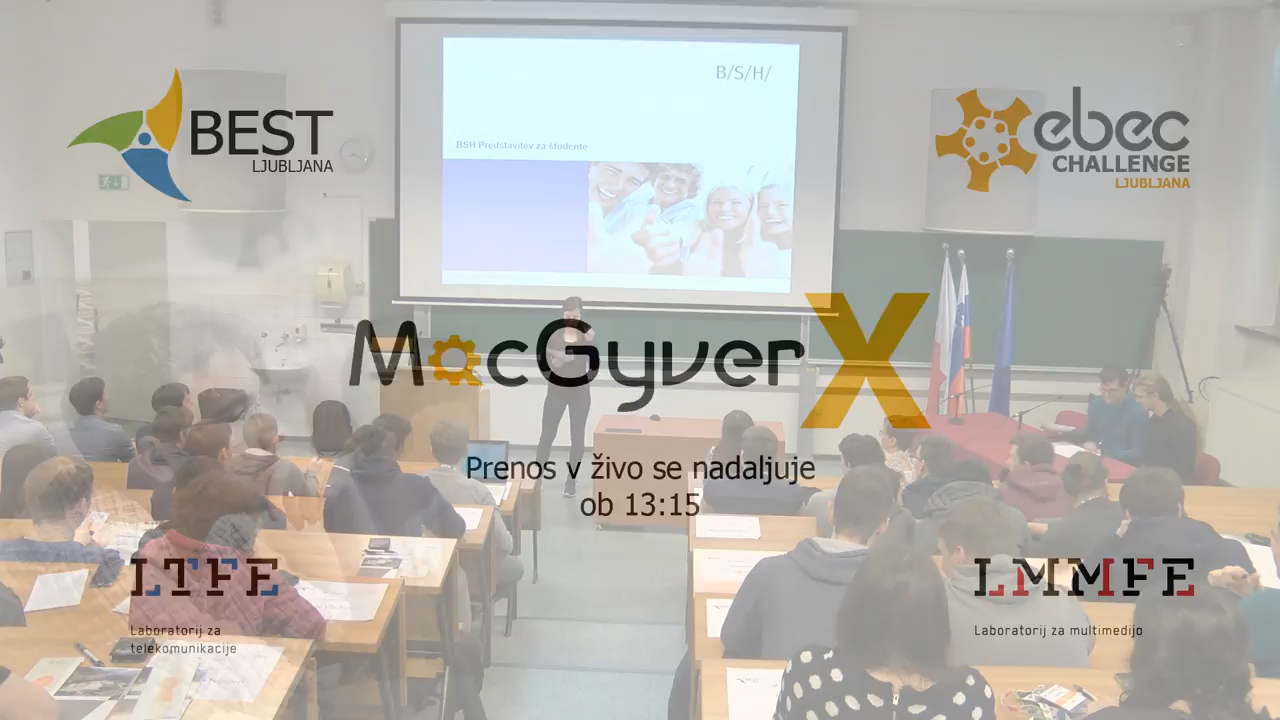 B/S/H/
BSH Predstavitev za študente
BEST
LJUBLJANA
ebec
CHALLENGE
LJUBLJANA
MacGyver X
Prenos v živo se nadaljuje
ob 13:15
LTFE
Laboratorij za
telekomunikacije
LMMFE
Laboratorij za multimedijo